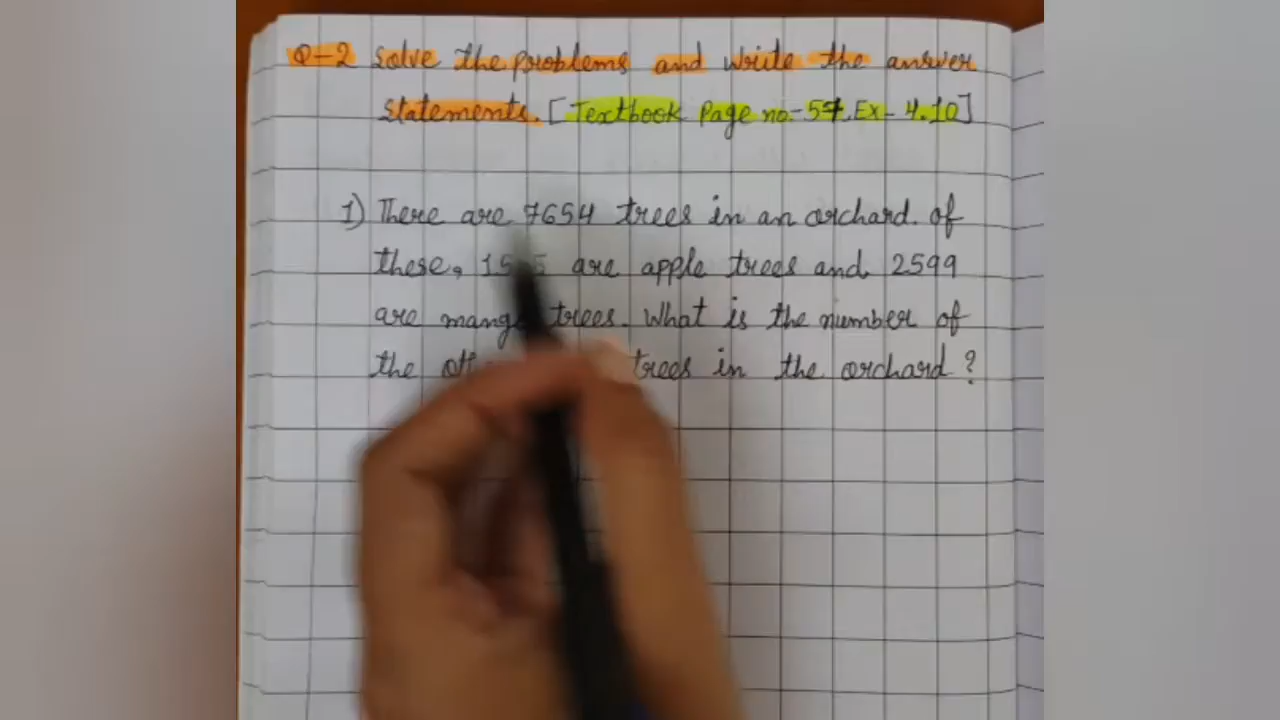 Q-2 Solve the problems and write the answer
statements. [Textbook Page no.-57. Ex- 4.10]
1) There are 7654 trees in an orchard. of
these, are apple trees and 2599
are trees. What is the number of
the trees in the orchard ?